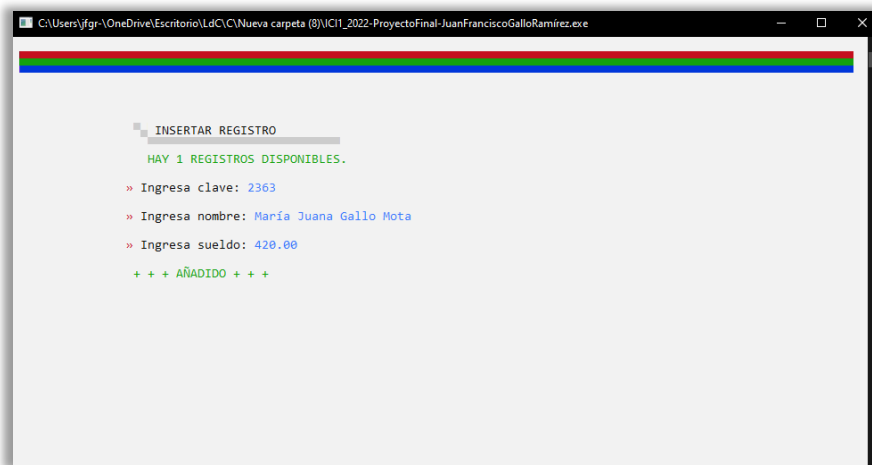 C:\Users\jfgr-\OneDrive\Escritorio\LdC\C\Nueva carpeta (8)\ICI1_2022-ProyectoFinal-JuanFranciscoGalloRamírez.exe
INSERTAR REGISTRO
HAY 1 REGISTROS DISPONIBLES.
» Ingresa clave: 2363
» Ingresa nombre: María Juana Gallo Mota
» Ingresa sueldo: 420.00
+ + + AÑADIDO + + +